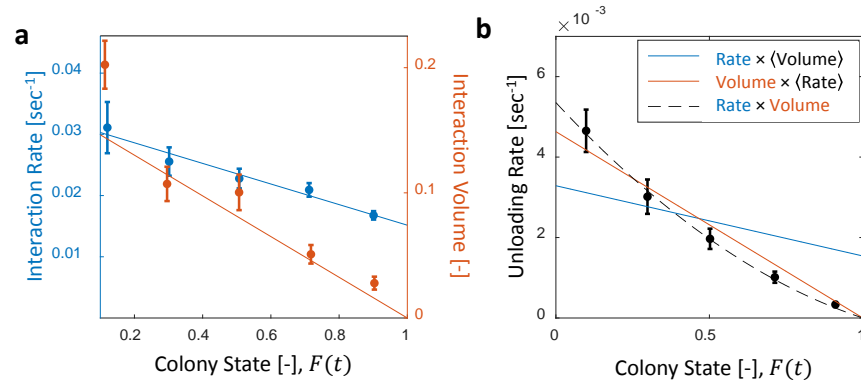 a
Interaction Rate [sec⁻¹]
0.04
0.03
0.02
0.01
0.2
0.4
0.6
0.8
1
Colony State [-], F(t)
0.2
0.1
0
Interaction Volume [-]
b
× 10⁻³
Unloading Rate [sec⁻¹]
6
4
2
0
0
0.5
1
Colony State [-], F(t)
Rate × ⟨Volume⟩
Volume × ⟨Rate⟩
Rate × Volume